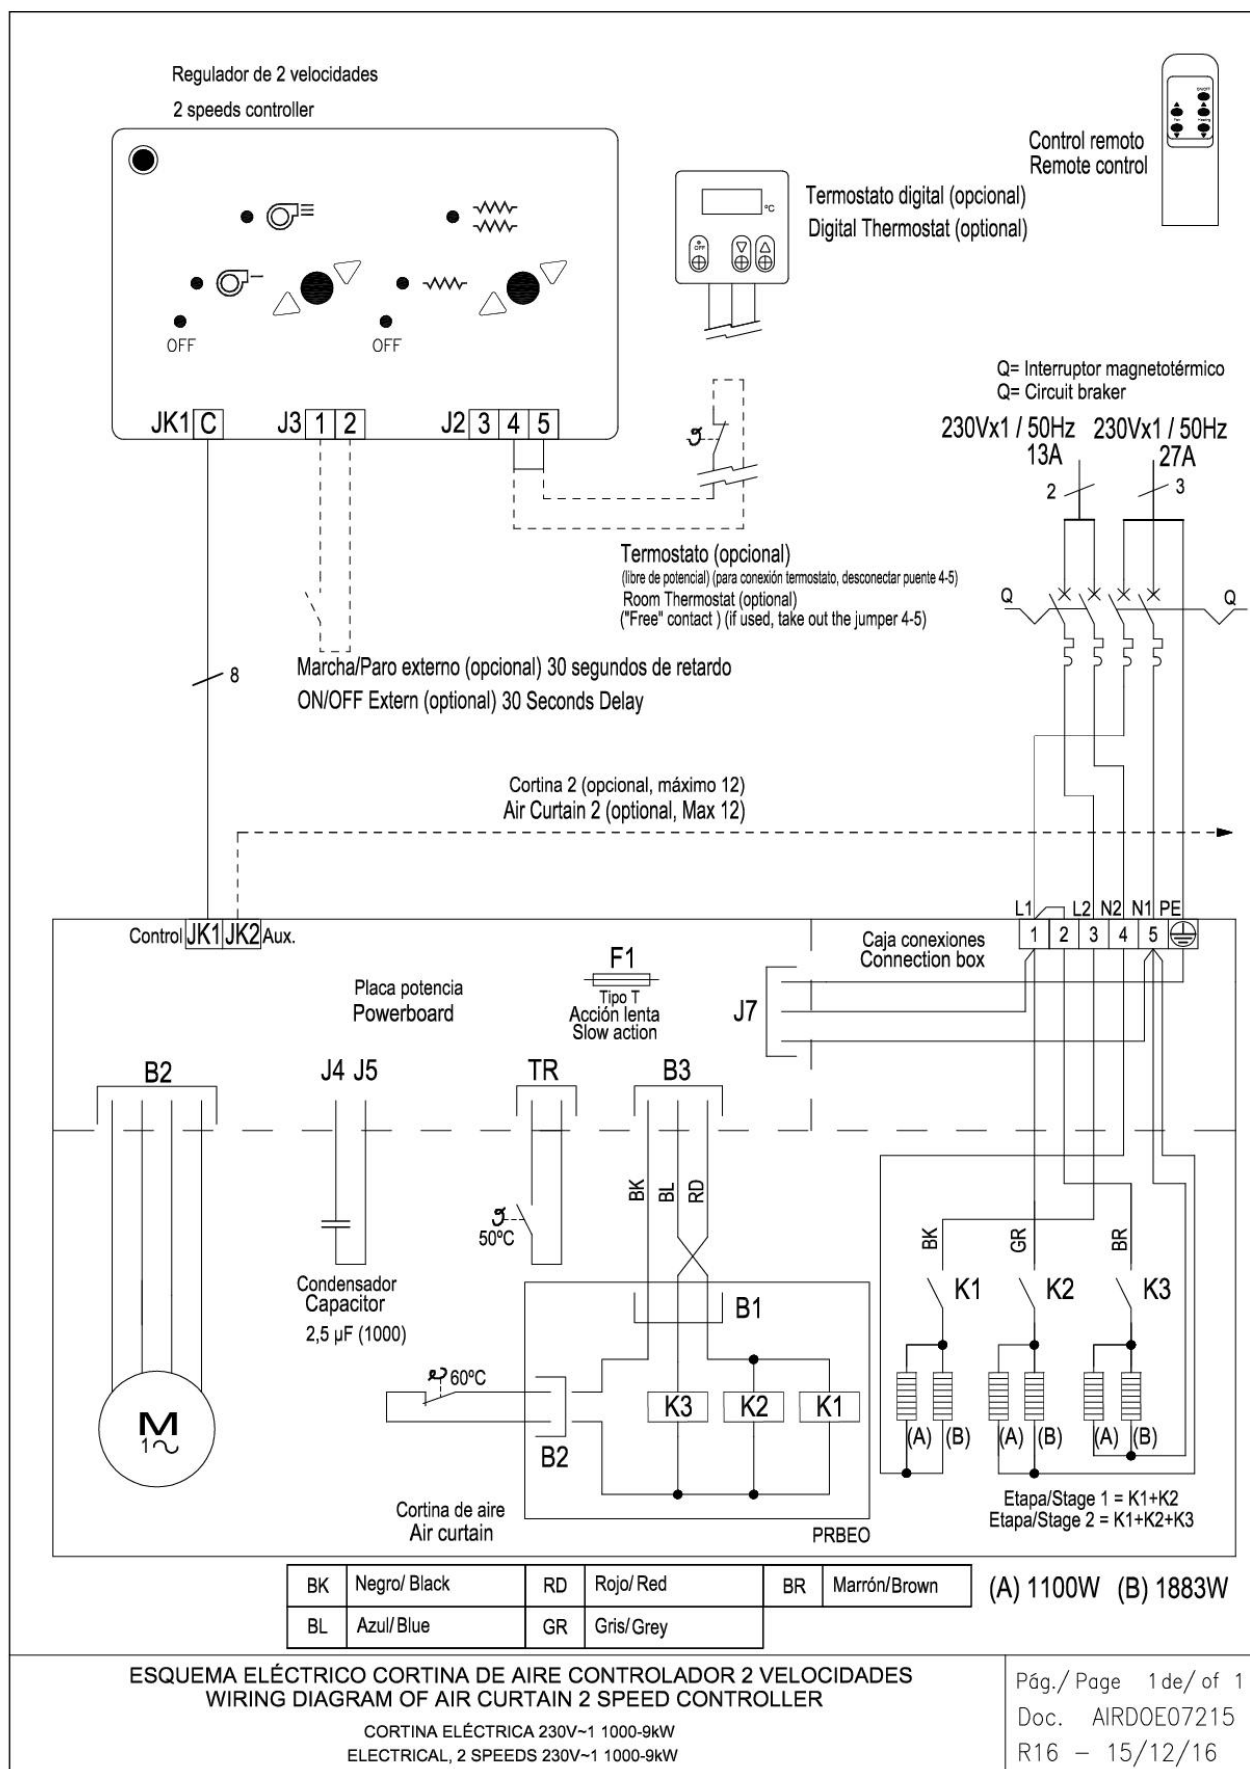 Regulador de 2 velocidades
2 speeds controller
OFF
OFF
JK1 C
J3 1 2
J2 3 4 5
°C
OFF
Termostato digital (opcional)
Digital Thermostat (optional)
Control remoto
Remote control
ON/OFF
Q= Interruptor magnetotérmico
Q= Circuit braker
230Vx1 / 50Hz 230Vx1 / 50Hz
13A 27A
2 3
Q Q
Termostato (opcional)
(libre de potencial) (para conexión termostato, desconectar puente 4-5)
Room Thermostat (optional)
("Free" contact ) (if used, take out the jumper 4-5)
Marcha/Paro externo (opcional) 30 segundos de retardo
ON/OFF Extern (optional) 30 Seconds Delay
8
Cortina 2 (opcional, máximo 12)
Air Curtain 2 (optional, Max 12)
Control JK1 JK2 Aux.
L1 L2 N2 N1 PE
1 2 3 4 5
Caja conexiones
Connection box
Placa potencia
Powerboard
F1
Tipo T
Acción lenta
Slow action
J7
B2
J4 J5
TR
B3
BK BL RD
50ºC
Condensador
Capacitor
2,5 µF (1000)
B1
60ºC
K3 K2 K1
B2
BK GR BR
K1 K2 K3
(A) (B) (A) (B) (A) (B)
M
1~
Cortina de aire
Air curtain
PRBEO
Etapa/Stage 1 = K1+K2
Etapa/Stage 2 = K1+K2+K3
BK Negro/ Black RD Rojo/ Red BR Marrón/Brown
BL Azul/ Blue GR Gris/ Grey
(A) 1100W (B) 1883W
ESQUEMA ELÉCTRICO CORTINA DE AIRE CONTROLADOR 2 VELOCIDADES
WIRING DIAGRAM OF AIR CURTAIN 2 SPEED CONTROLLER
CORTINA ELÉCTRICA 230V~1 1000-9kW
ELECTRICAL, 2 SPEEDS 230V~1 1000-9kW
Pág./ Page 1 de/ of 1
Doc. AIRDOE07215
R16 – 15/12/16